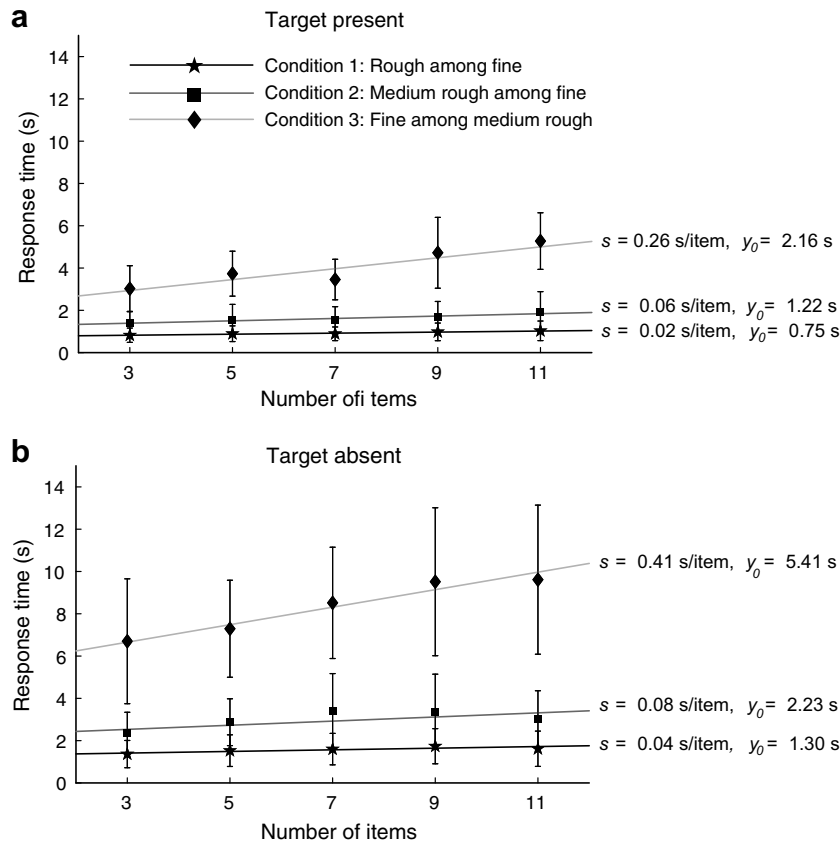 a
Target present
14
12
10
8
6
4
2
0
Response time (s)
Condition 1: Rough among fine
Condition 2: Medium rough among fine
Condition 3: Fine among medium rough
s = 0.26 s/item, y0 = 2.16 s
s = 0.06 s/item, y0 = 1.22 s
s = 0.02 s/item, y0 = 0.75 s
3 5 7 9 11
Number ofi tems
b
Target absent
14
12
10
8
6
4
2
0
Response time (s)
s = 0.41 s/item, y0 = 5.41 s
s = 0.08 s/item, y0 = 2.23 s
s = 0.04 s/item, y0 = 1.30 s
3 5 7 9 11
Number of items